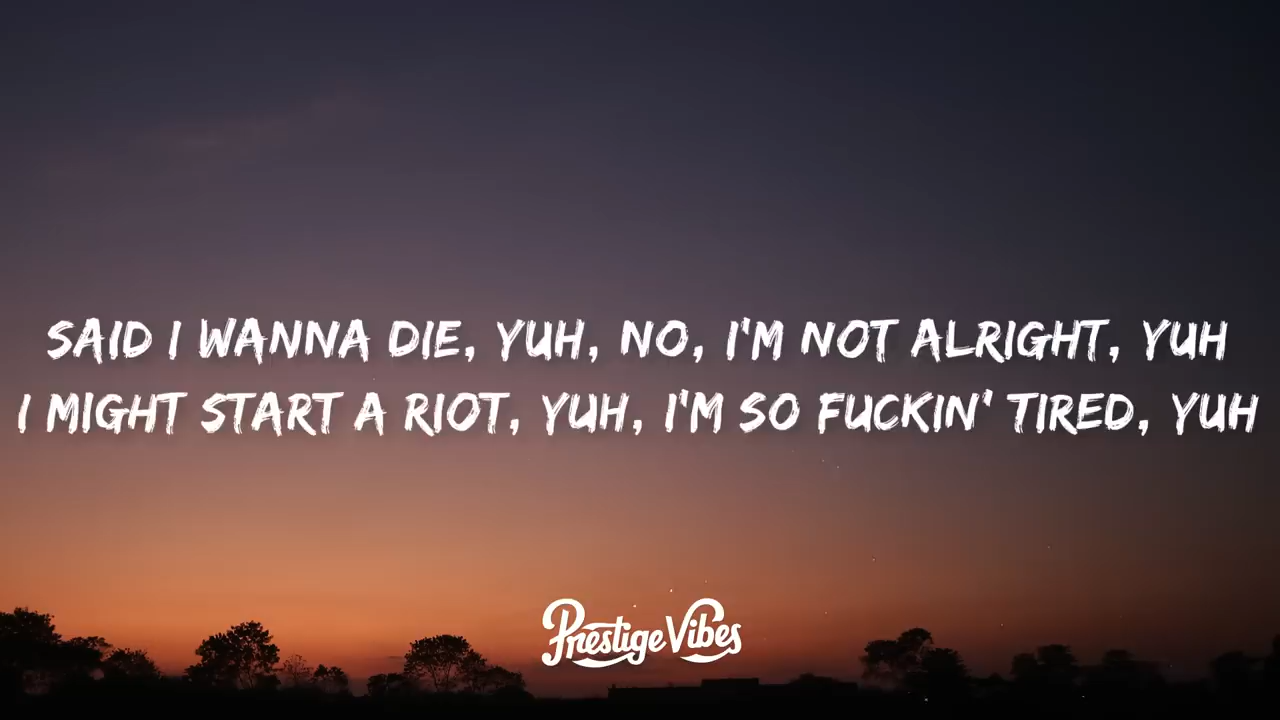 SAID I WANNA DIE, YUH, NO, I'M NOT ALRIGHT, YUH
I MIGHT START A RIOT, YUH, I'M SO FUCKIN' TIRED, YUH
Prestige Vibes